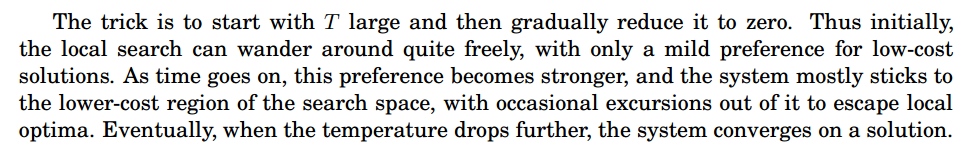 The trick is to start with T large and then gradually reduce it to zero. Thus initially,
the local search can wander around quite freely, with only a mild preference for low-cost
solutions. As time goes on, this preference becomes stronger, and the system mostly sticks to
the lower-cost region of the search space, with occasional excursions out of it to escape local
optima. Eventually, when the temperature drops further, the system converges on a solution.